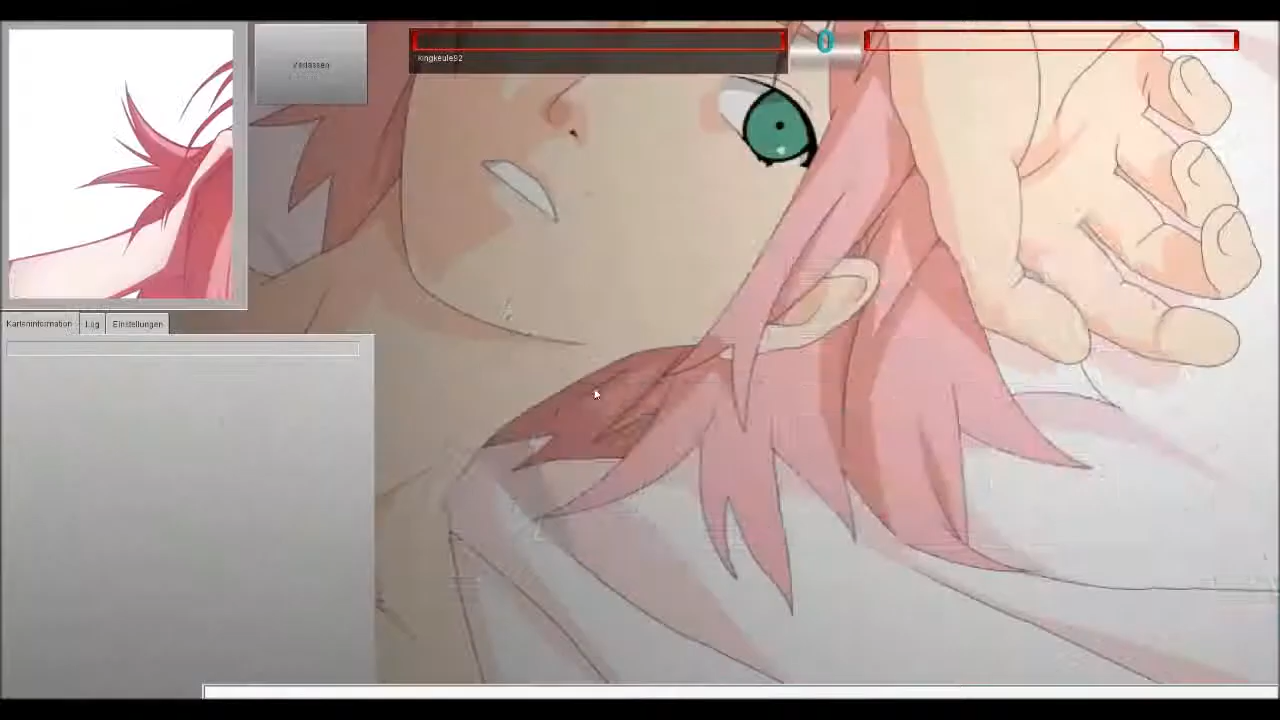 Verlassen
0
kingkeule92
Karteninformation
Log
Einstellungen